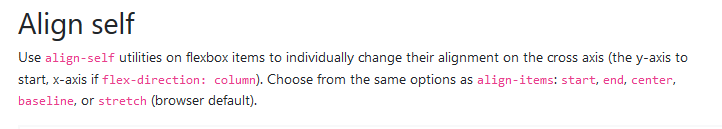 Align self
Use align-self utilities on flexbox items to individually change their alignment on the cross axis (the y-axis to
start, x-axis if flex-direction: column). Choose from the same options as align-items: start, end, center,
baseline, or stretch (browser default).